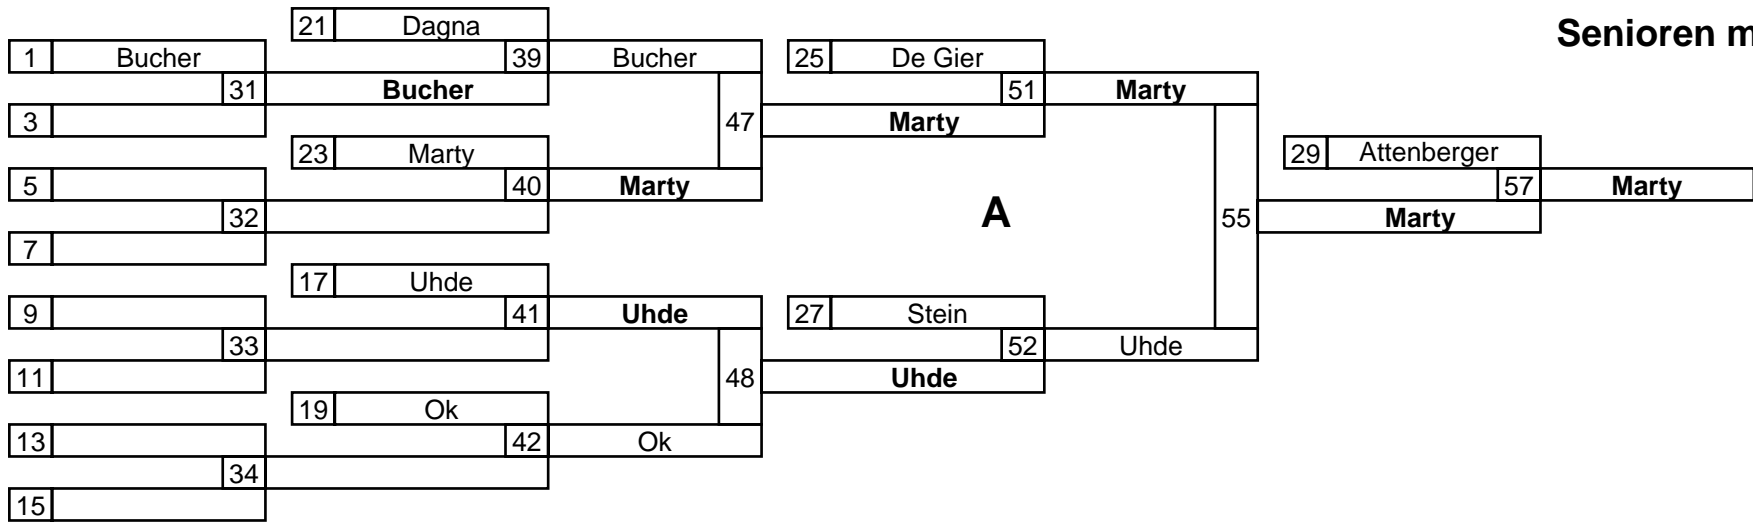 21 Dagna
Senioren m
1 Bucher 39 Bucher 25 De Gier
31 Bucher 51 Marty
3 47 Marty
23 Marty 29 Attenberger
5 40 Marty 57 Marty
32 A 55 Marty
7
17 Uhde
9 41 Uhde 27 Stein
33 52 Uhde
11 48 Uhde
19 Ok
13 42 Ok
34
15